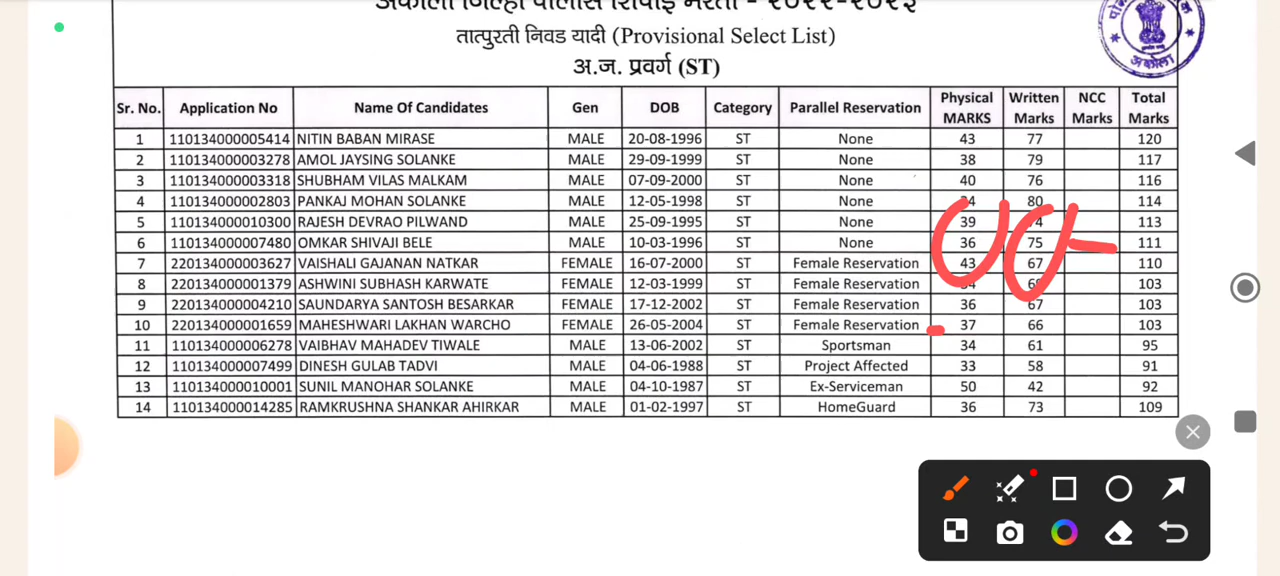 अकोला जिल्हा पोलीस शिपाई भरती - २०२२-२०२३
तात्पुरती निवड यादी (Provisional Select List)
अ.ज. प्रवर्ग (ST)
अकोला
Sr. No. Application No Name Of Candidates Gen DOB Category Parallel Reservation Physical MARKS Written Marks NCC Marks Total Marks
1 110134000005414 NITIN BABAN MIRASE MALE 20-08-1996 ST None 43 77 120
2 110134000003278 AMOL JAYSING SOLANKE MALE 29-09-1999 ST None 38 79 117
3 110134000003318 SHUBHAM VILAS MALKAM MALE 07-09-2000 ST None 40 76 116
4 110134000002803 PANKAJ MOHAN SOLANKE MALE 12-05-1998 ST None 34 80 114
5 110134000010300 RAJESH DEVRAO PILWAND MALE 25-09-1995 ST None 39 74 113
6 110134000007480 OMKAR SHIVAJI BELE MALE 10-03-1996 ST None 36 75 111
7 220134000003627 VAISHALI GAJANAN NATKAR FEMALE 16-07-2000 ST Female Reservation 43 67 110
8 220134000001379 ASHWINI SUBHASH KARWATE FEMALE 12-03-1999 ST Female Reservation 34 69 103
9 220134000004210 SAUNDARYA SANTOSH BESARKAR FEMALE 17-12-2002 ST Female Reservation 36 67 103
10 220134000001659 MAHESHWARI LAKHAN WARCHO FEMALE 26-05-2004 ST Female Reservation 37 66 103
11 110134000006278 VAIBHAV MAHADEV TIWALE MALE 13-06-2002 ST Sportsman 34 61 95
12 110134000007499 DINESH GULAB TADVI MALE 04-06-1988 ST Project Affected 33 58 91
13 110134000010001 SUNIL MANOHAR SOLANKE MALE 04-10-1987 ST Ex-Serviceman 50 42 92
14 110134000014285 RAMKRUSHNA SHANKAR AHIRKAR MALE 01-02-1997 ST HomeGuard 36 73 109